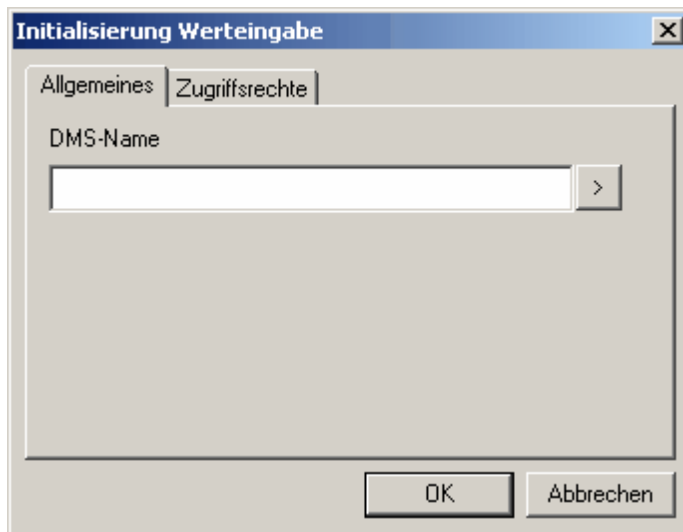 Initialisierung Werteingabe
Allgemeines Zugriffsrechte
DMS-Name
>
OK Abbrechen